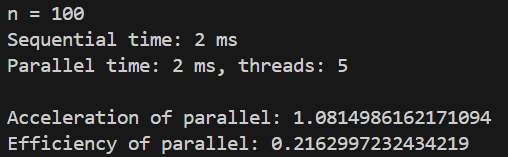 n = 100
Sequential time: 2 ms
Parallel time: 2 ms, threads: 5
Acceleration of parallel: 1.0814986162171094
Efficiency of parallel: 0.2162997232434219